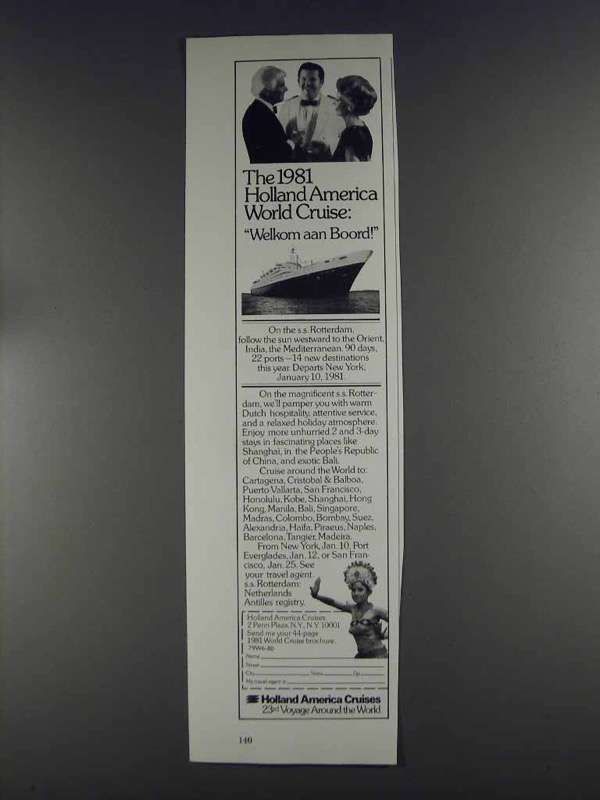 The 1981
Holland America
World Cruise:
"Welkom aan Boord!"
On the s.s. Rotterdam,
follow the sun westward to the Orient,
India, the Mediterranean. 90 days,
22 ports—14 new destinations
this year. Departs New York,
January 10, 1981.
On the magnificent s.s. Rotter-
dam, we'll pamper you with warm
Dutch hospitality, attentive service,
and a relaxed holiday atmosphere.
Enjoy more unhurried 2 and 3-day
stays in fascinating places like
Shanghai, in the People's Republic
of China, and exotic Bali.
Cruise around the World to:
Cartagena, Cristobal & Balboa,
Puerto Vallarta, San Francisco,
Honolulu, Kobe, Shanghai, Hong
Kong, Manila, Bali, Singapore,
Madras, Colombo, Bombay, Suez,
Alexandria, Haifa, Piraeus, Naples,
Barcelona, Tangier, Madeira.
From New York, Jan. 10, Port
Everglades, Jan. 12, or San Fran-
cisco, Jan. 25. See
your travel agent.
s.s. Rotterdam:
Netherlands
Antilles registry.
Holland America Cruises
2 Penn Plaza, N.Y., N.Y. 10001
Send me your 44-page
1981 World Cruise brochure.
Name
Street
City State Zip
My travel agent is
Holland America Cruises
23rd Voyage Around the World
140